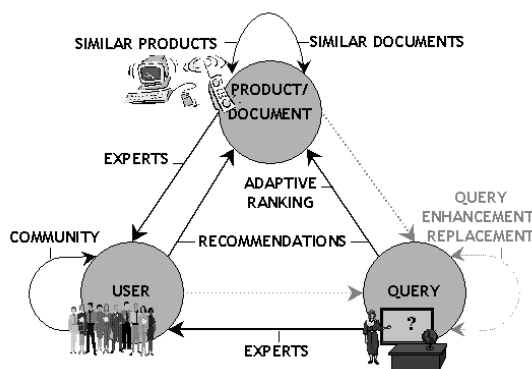 SIMILAR PRODUCTS
SIMILAR DOCUMENTS
PRODUCT/
DOCUMENT
EXPERTS
ADAPTIVE
RANKING
QUERY
ENHANCEMENT
REPLACEMENT
COMMUNITY
RECOMMENDATIONS
USER
QUERY
?
EXPERTS